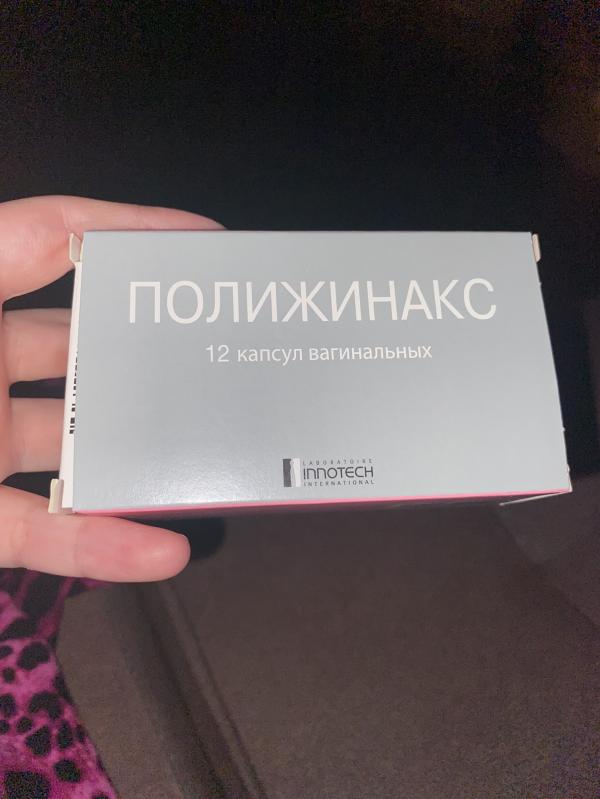 ПОЛИЖИНАКС
12 капсул вагинальных
LABORATOIRE
INNOTECH
INTERNATIONAL